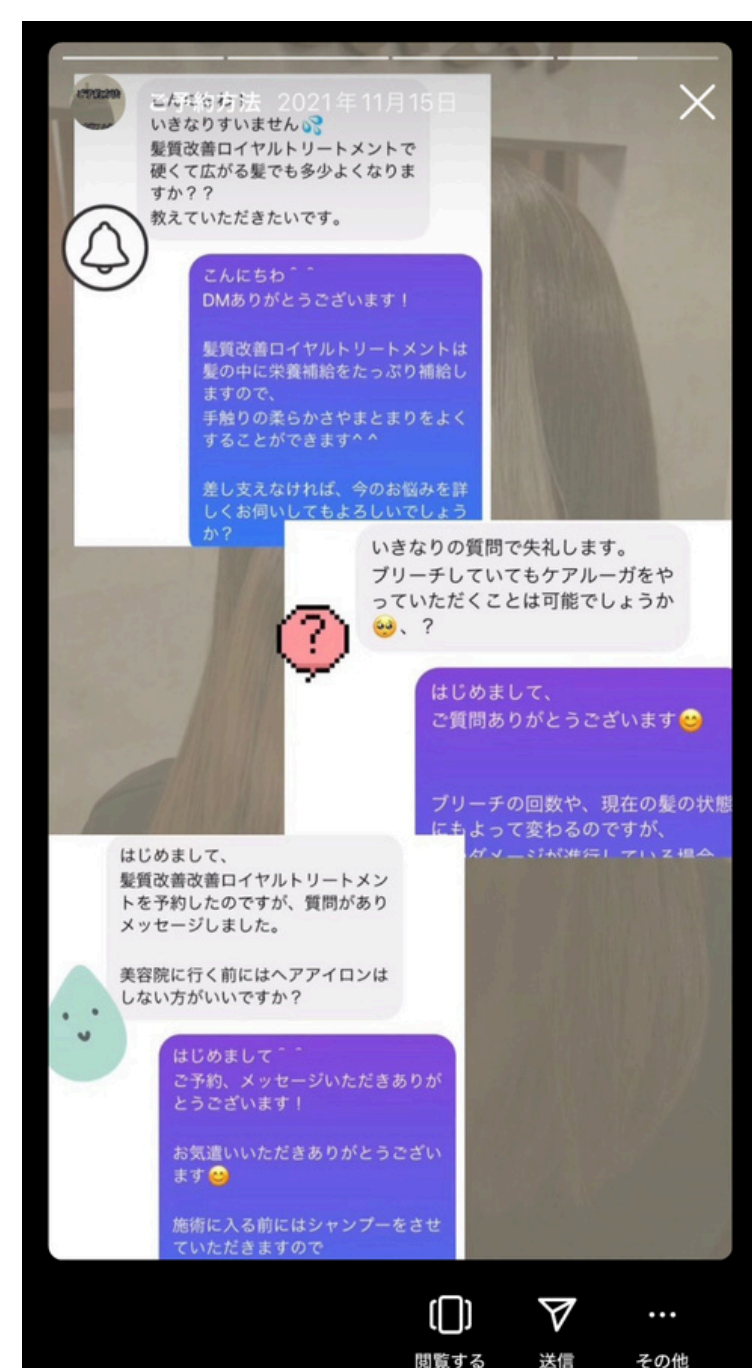 ご予約方法 2021年11月15日
いきなりすいません💦
髪質改善ロイヤルトリートメントで
硬くて広がる髪でも多少よくなりま
すか??
教えていただきたいです。
こんにちわ^ ^
DMありがとうございます!
髪質改善ロイヤルトリートメントは
髪の中に栄養補給をたっぷり補給し
ますので、
手触りの柔らかさやまとまりをよく
することができます^ ^
差し支えなければ、今のお悩みを詳
しくお伺いしてもよろしいでしょう
か?
いきなりの質問で失礼します。
ブリーチしていてもケアルーガをや
っていただくことは可能でしょうか
🥺、?
?
はじめまして、
ご質問ありがとうございます😊
ブリーチの回数や、現在の髪の状態
にもよって変わるのですが、
ダメージが進行している場合
はじめまして、
髪質改善改善ロイヤルトリートメン
トを予約したのですが、質問があり
メッセージしました。
美容院に行く前にはヘアアイロンは
しない方がいいですか?
はじめまして^ ^
ご予約、メッセージいただきありが
とうございます!
お気遣いいただきありがとうござい
ます😊
施術に入る前にはシャンプーをさせ
ていただきますので
閲覧する
送信
その他